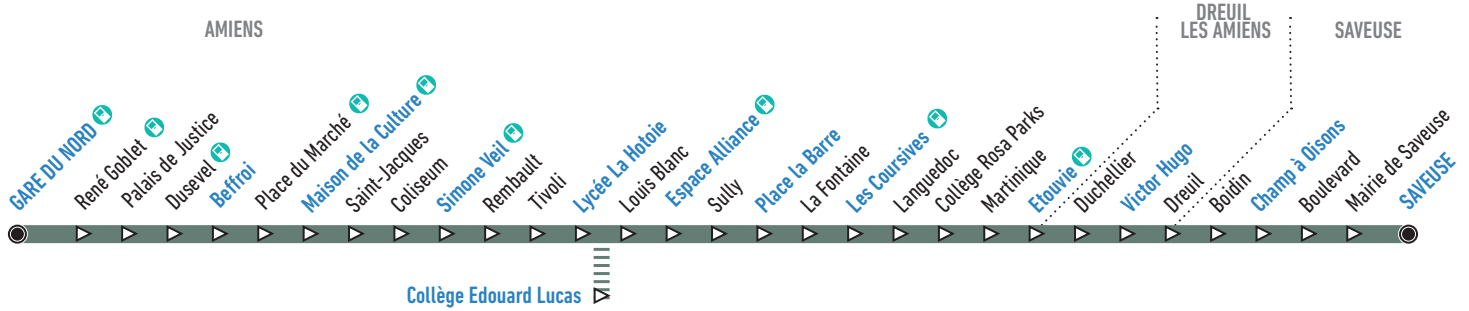 AMIENS
DREUIL
LES AMIENS
SAVEUSE
GARE DU NORD
René Goblet
Palais de Justice
Dusevel
Beffroi
Place du Marché
Maison de la Culture
Saint-Jacques
Coliseum
Simone Veil
Rembault
Tivoli
Lycée La Hotoie
Louis Blanc
Espace Alliance
Sully
Place la Barre
La Fontaine
Les Coursives
Languedoc
Collège Rosa Parks
Martinique
Etouvie
Duchellier
Victor Hugo
Dreuil
Boidin
Champ à Oisons
Boulevard
Mairie de Saveuse
SAVEUSE
Collège Edouard Lucas